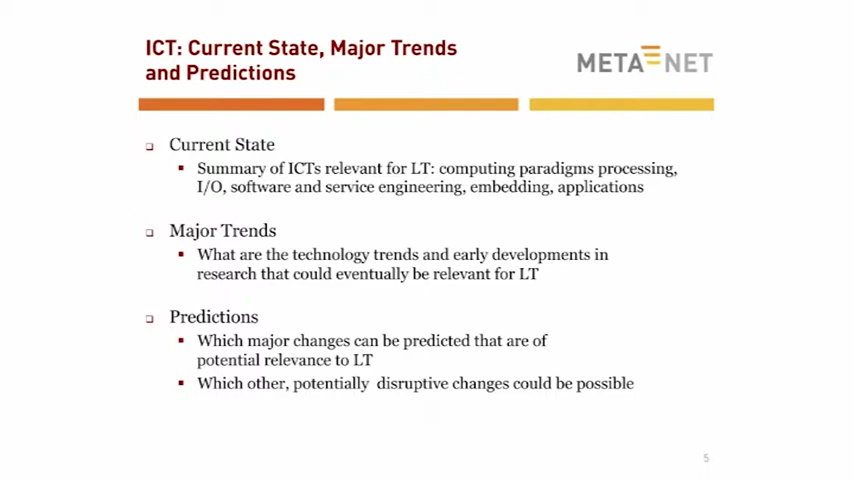 ICT: Current State, Major Trends
and Predictions
META NET
Current State
Summary of ICTs relevant for LT: computing paradigms processing,
I/O, software and service engineering, embedding, applications
Major Trends
What are the technology trends and early developments in
research that could eventually be relevant for LT
Predictions
Which major changes can be predicted that are of
potential relevance to LT
Which other, potentially disruptive changes could be possible
5